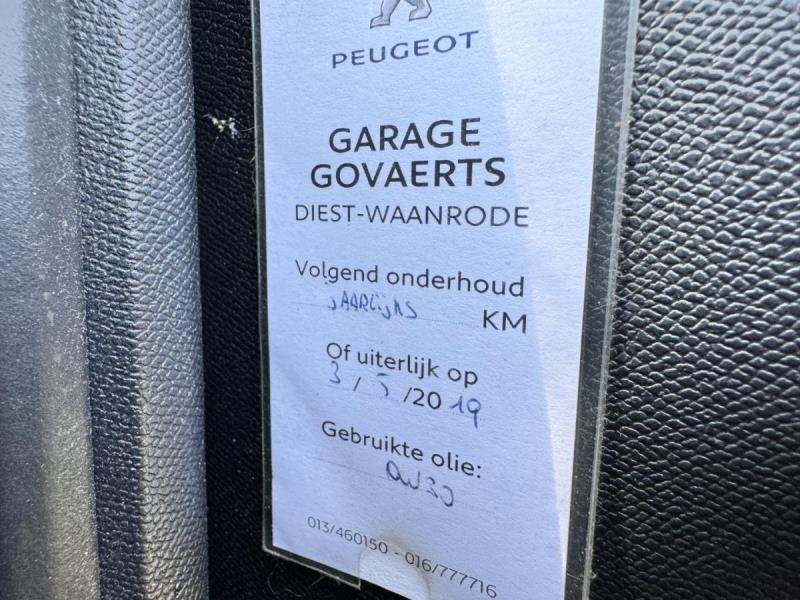 PEUGEOT
GARAGE
GOVAERTS
DIEST-WAANRODE
Volgend onderhoud
JAARLIJKS KM
Of uiterlijk op
3 / 5 /2019
Gebruikte olie:
0W30
013/460150 - 016/777716